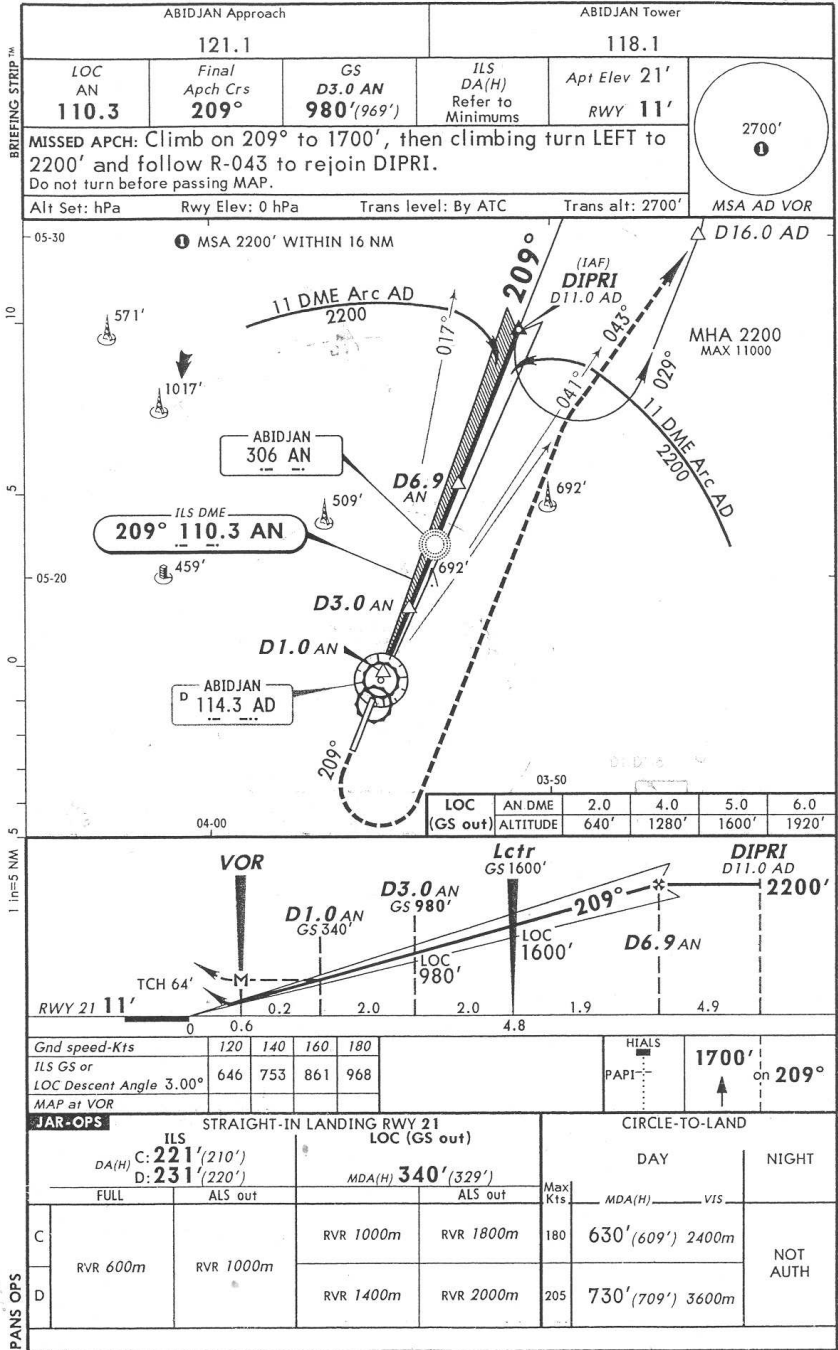 ABIDJAN Approach
121.1
ABIDJAN Tower
118.1
BRIEFING STRIP™
LOC
AN
110.3
Final
Apch Crs
209°
GS
D3.0 AN
980'(969')
ILS
DA(H)
Refer to
Minimums
Apt Elev 21'
RWY 11'
2700'
1
MSA AD VOR
MISSED APCH: Climb on 209° to 1700', then climbing turn LEFT to
2200' and follow R-043 to rejoin DIPRI.
Do not turn before passing MAP.
Alt Set: hPa Rwy Elev: 0 hPa Trans level: By ATC Trans alt: 2700'
05-30
1 MSA 2200' WITHIN 16 NM
D16.0 AD
209°
(IAF)
DIPRI
D11.0 AD
11 DME Arc AD
2200
571'
017°
043°
MHA 2200
MAX 11000
10
1017'
041°
029°
11 DME Arc AD
2200
ABIDJAN
306 AN
D6.9
AN
5
509'
692'
ILS DME
209° 110.3 AN
05-20
459'
692'
D3.0 AN
D1.0 AN
0
ABIDJAN
D 114.3 AD
209°
03-50
04-00
5
1 in=5 NM
LOC AN DME 2.0 4.0 5.0 6.0
(GS out) ALTITUDE 640' 1280' 1600' 1920'
VOR
Lctr
GS 1600'
DIPRI
D11.0 AD
2200'
D3.0 AN
GS 980'
D1.0 AN
GS 340'
209°
LOC
1600'
D6.9 AN
LOC
980'
M
TCH 64'
RWY 21 11'
0.2 2.0 2.0 1.9 4.9
0 0.6 4.8
Gnd speed-Kts 120 140 160 180
ILS GS or
LOC Descent Angle 3.00° 646 753 861 968
MAP at VOR
HIALS
PAPI
1700'
on 209°
JAR-OPS
STRAIGHT-IN LANDING RWY 21
CIRCLE-TO-LAND
ILS
DA(H) C: 221'(210')
D: 231'(220')
LOC (GS out)
MDA(H) 340'(329')
DAY
NIGHT
FULL ALS out ALS out
Max
Kts
MDA(H) VIS
C RVR 1000m RVR 1800m 180 630'(609') 2400m
RVR 600m RVR 1000m
NOT
AUTH
D RVR 1400m RVR 2000m 205 730'(709') 3600m
PANS OPS